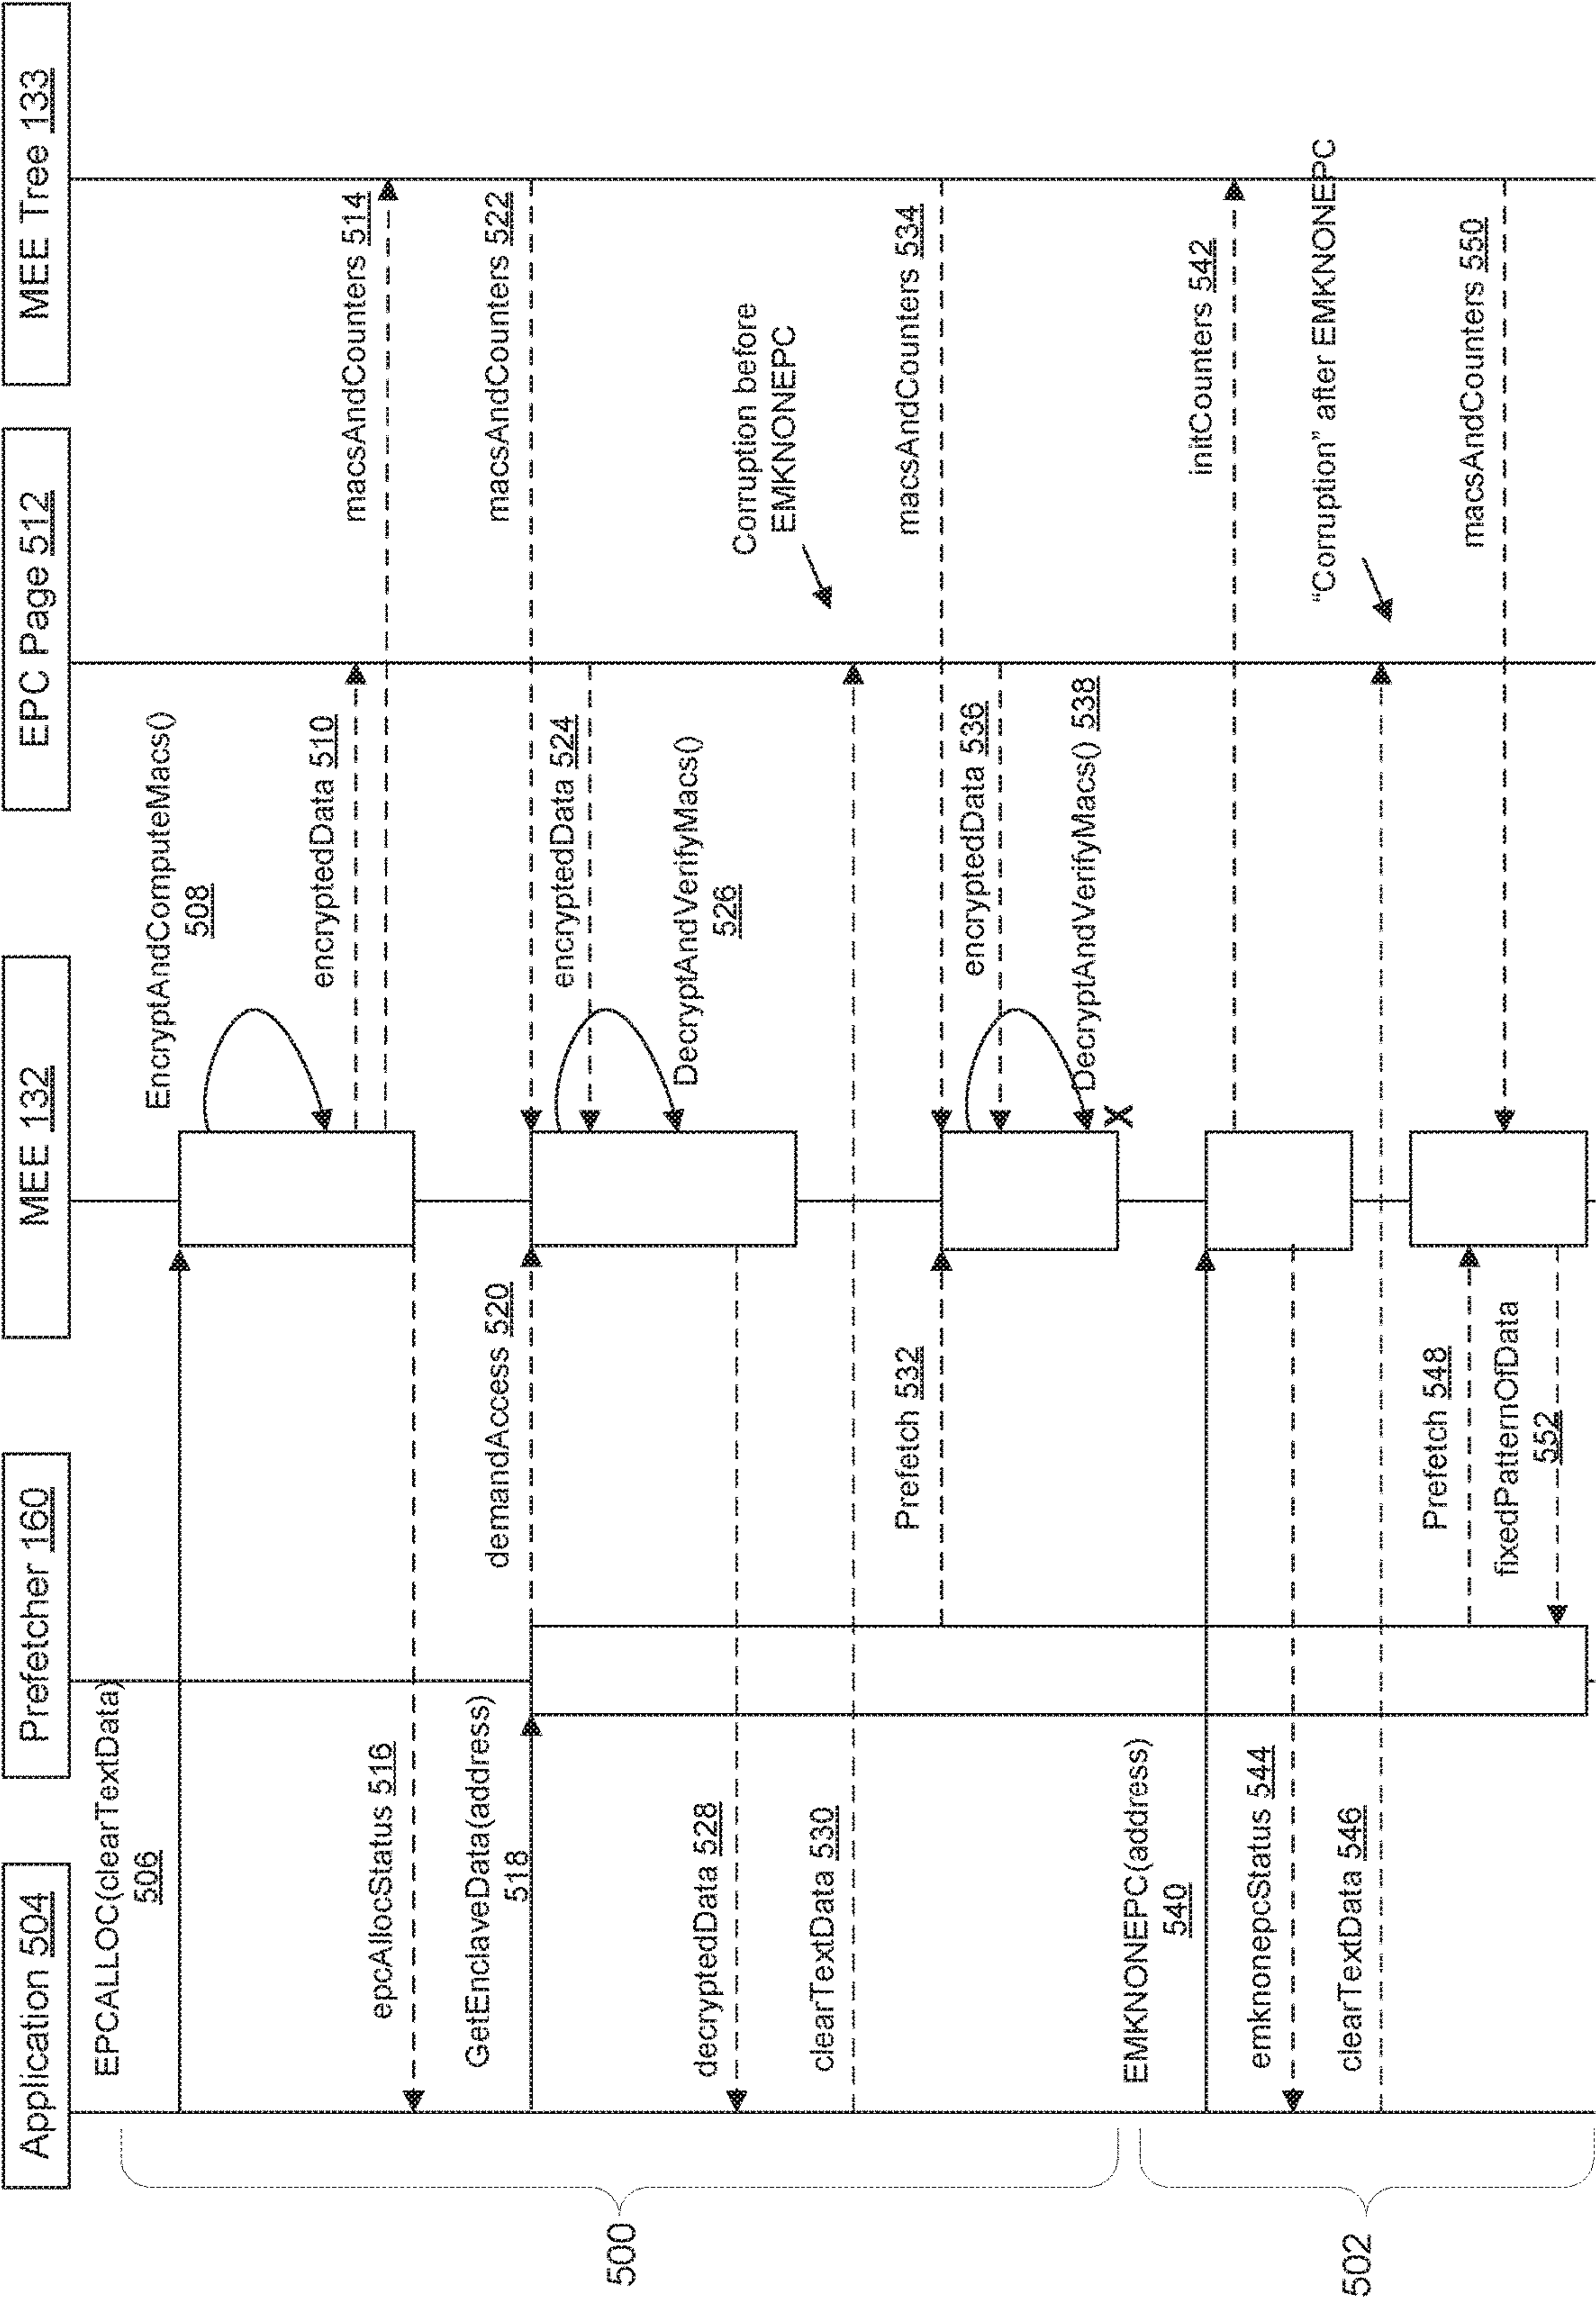 Application 504
Prefetcher 160
MEE 132
EPC Page 512
MEE Tree 133
EPCALLOC(clearTextData)
506
EncryptAndComputeMacs()
508
encryptedData 510
macsAndCounters 514
epcAllocStatus 516
GetEnclaveData(address)
518
demandAccess 520
macsAndCounters 522
encryptedData 524
DecryptAndVerifyMacs()
526
decryptedData 528
clearTextData 530
Corruption before
EMKNONEPC
Prefetch 532
macsAndCounters 534
encryptedData 536
DecryptAndVerifyMacs() 538
X
500
EMKNONEPC(address)
540
initCounters 542
emknonepcStatus 544
clearTextData 546
"Corruption" after EMKNONEPC
Prefetch 548
macsAndCounters 550
fixedPatternOfData
552
502